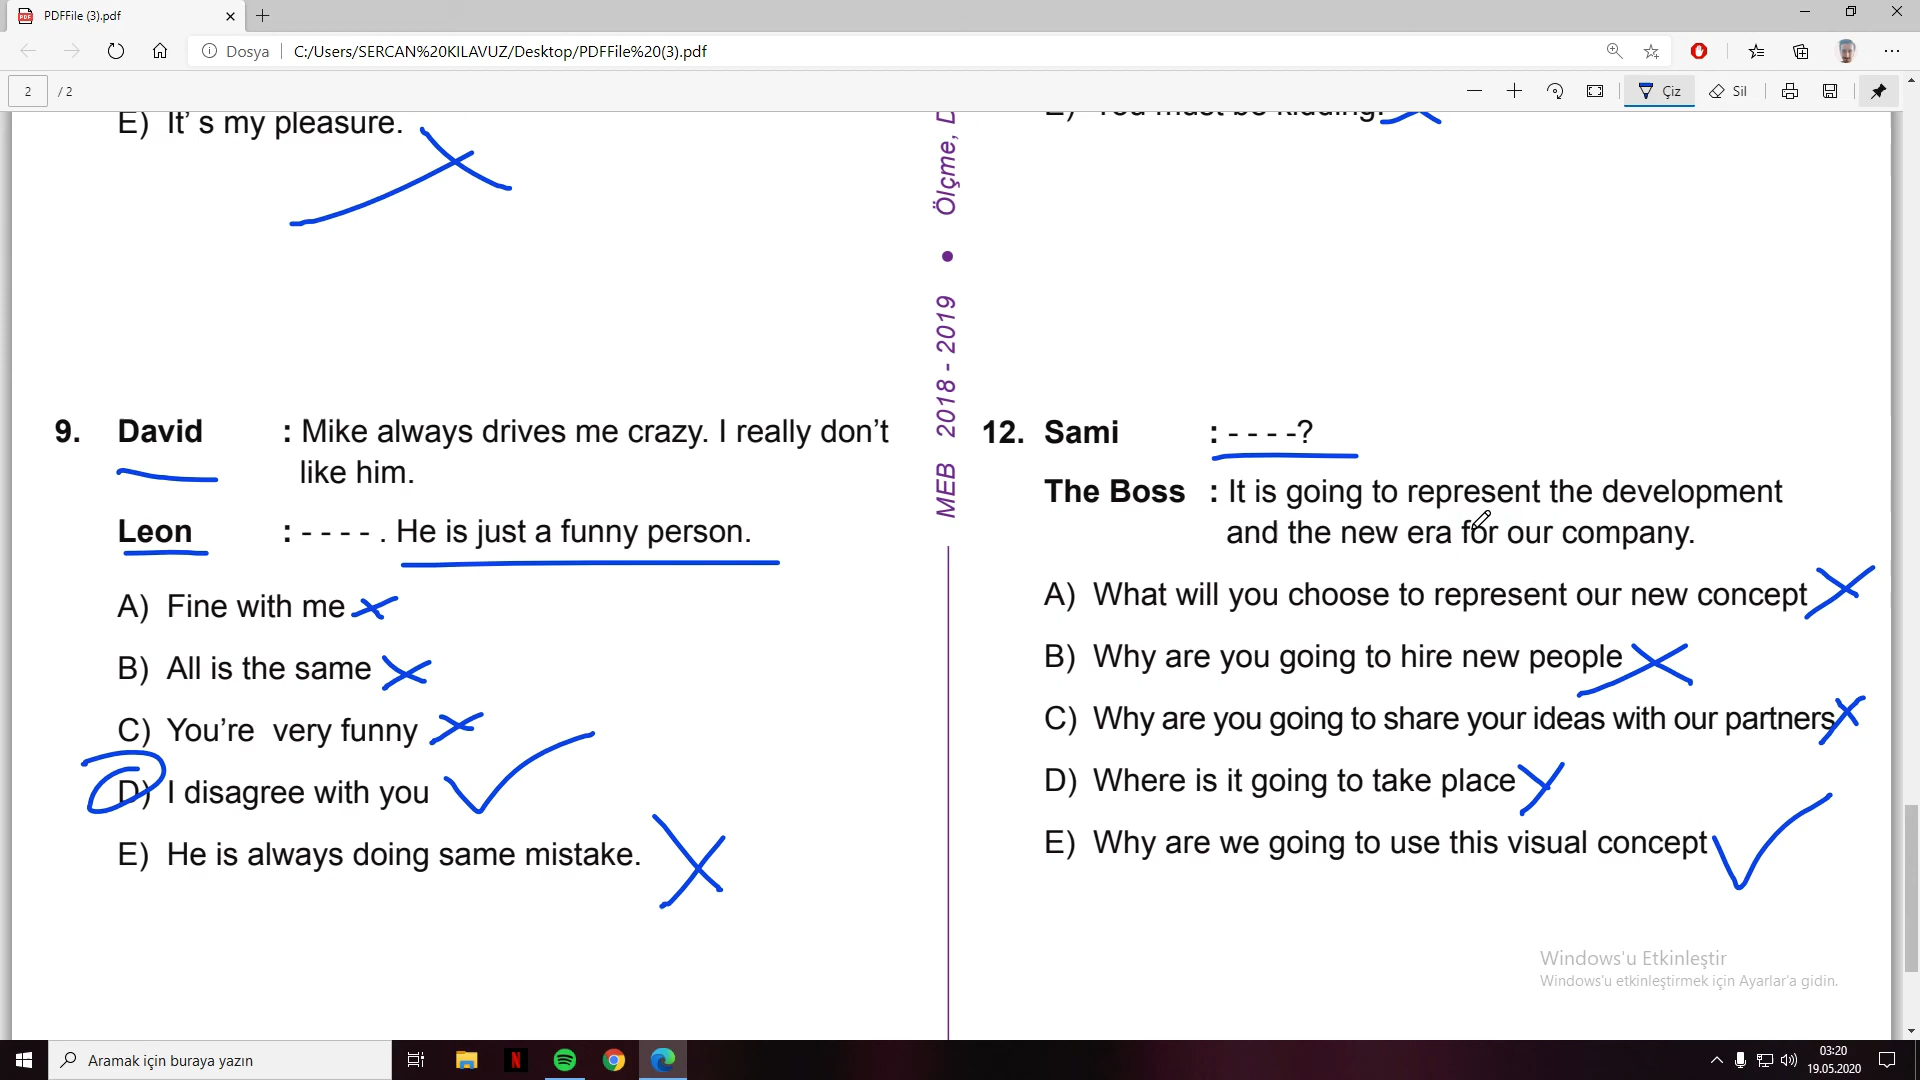 PDFFile (3).pdf
Dosya
C:/Users/SERCAN%20KILAVUZ/Desktop/PDFFile%20(3).pdf
2
/ 2
Çiz
Sil
E) It' s my pleasure.
MEB 2018 - 2019 • Ölçme, D
9. David : Mike always drives me crazy. I really don't
like him.
Leon : - - - - . He is just a funny person.
A) Fine with me
B) All is the same
C) You're very funny
D) I disagree with you
E) He is always doing same mistake.
E) You must be kidding.
12. Sami : - - - -?
The Boss : It is going to represent the development
and the new era for our company.
A) What will you choose to represent our new concept
B) Why are you going to hire new people
C) Why are you going to share your ideas with our partners
D) Where is it going to take place
E) Why are we going to use this visual concept
Windows'u Etkinleştir
Windows'u etkinleştirmek için Ayarlar'a gidin.
Aramak için buraya yazın
03:20
19.05.2020